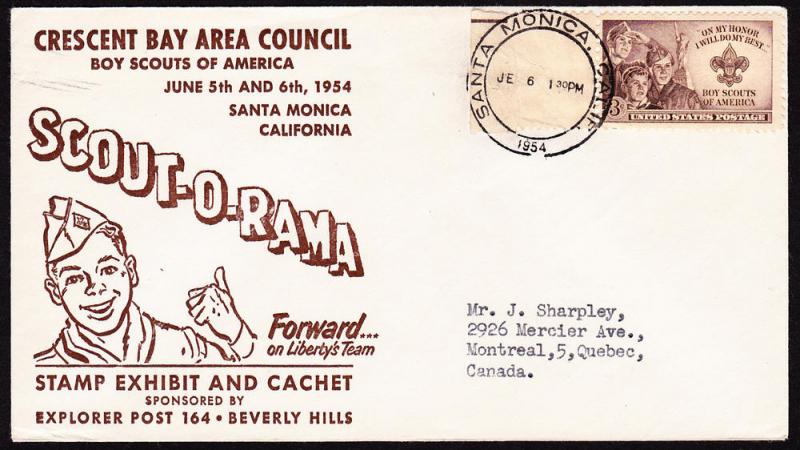 CRESCENT BAY AREA COUNCIL
BOY SCOUTS OF AMERICA
JUNE 5th AND 6th, 1954
SANTA MONICA
CALIFORNIA
SCOUT-O-RAMA
Forward...
on Liberty's Team
STAMP EXHIBIT AND CACHET
SPONSORED BY
EXPLORER POST 164 • BEVERLY HILLS
SANTA MONICA, CALIF.
JE 6 1 30PM
1954
"ON MY HONOR
I WILL DO MY BEST..."
BOY SCOUTS
OF AMERICA
3
UNITED STATES POSTAGE
Mr. J. Sharpley,
2926 Mercier Ave.,
Montreal,5,Quebec,
Canada.